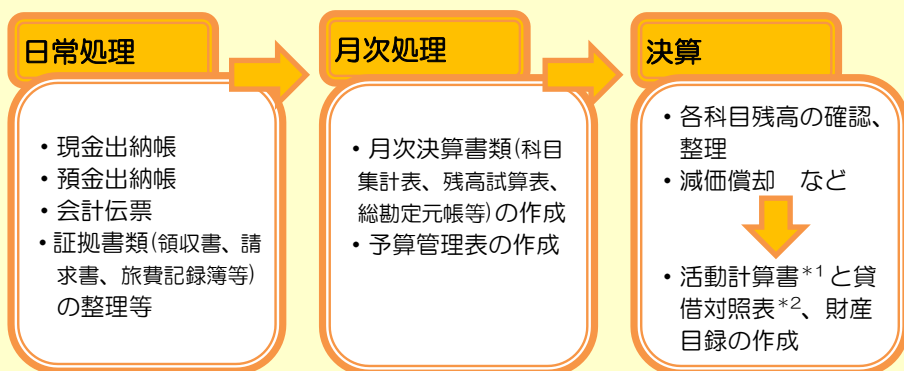 日常処理
・現金出納帳
・預金出納帳
・会計伝票
・証拠書類(領収書、請
求書、旅費記録簿等)
の整理等
月次処理
・月次決算書類(科目
集計表、残高試算表、
総勘定元帳等)の作成
・予算管理表の作成
決算
・各科目残高の確認、
整理
・減価償却　など
・活動計算書*1と貸
借対照表*2、財産
目録の作成